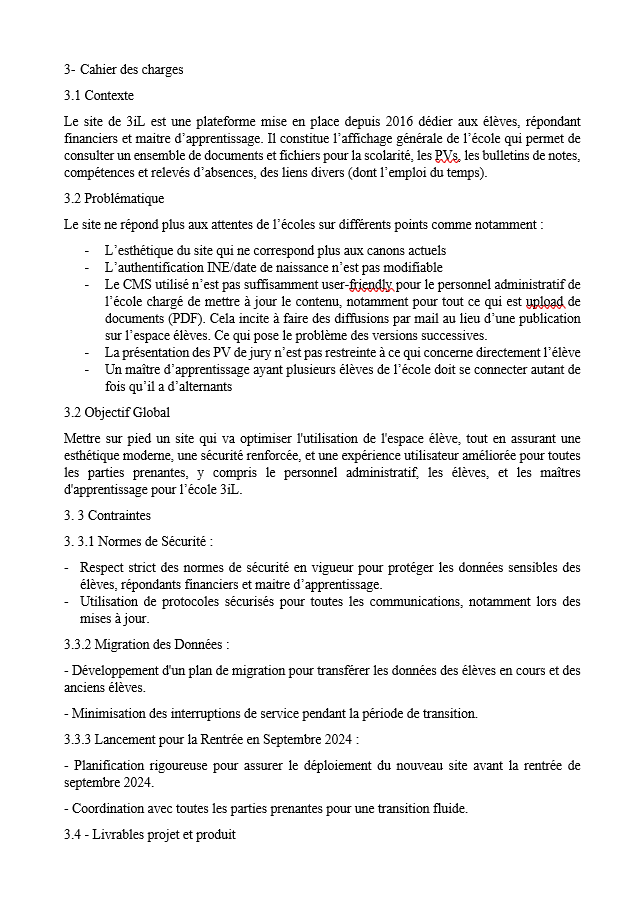 3- Cahier des charges
3.1 Contexte
Le site de 3iL est une plateforme mise en place depuis 2016 dédier aux élèves, répondant
financiers et maitre d’apprentissage. Il constitue l’affichage générale de l’école qui permet de
consulter un ensemble de documents et fichiers pour la scolarité, les PVs, les bulletins de notes,
compétences et relevés d’absences, des liens divers (dont l’emploi du temps).
3.2 Problématique
Le site ne répond plus aux attentes de l’écoles sur différents points comme notamment :
- L’esthétique du site qui ne correspond plus aux canons actuels
- L’authentification INE/date de naissance n’est pas modifiable
- Le CMS utilisé n’est pas suffisamment user-friendly pour le personnel administratif de
l’école chargé de mettre à jour le contenu, notamment pour tout ce qui est upload de
documents (PDF). Cela incite à faire des diffusions par mail au lieu d’une publication
sur l’espace élèves. Ce qui pose le problème des versions successives.
- La présentation des PV de jury n’est pas restreinte à ce qui concerne directement l’élève
- Un maître d’apprentissage ayant plusieurs élèves de l’école doit se connecter autant de
fois qu’il a d’alternants
3.2 Objectif Global
Mettre sur pied un site qui va optimiser l'utilisation de l'espace élève, tout en assurant une
esthétique moderne, une sécurité renforcée, et une expérience utilisateur améliorée pour toutes
les parties prenantes, y compris le personnel administratif, les élèves, et les maîtres
d'apprentissage pour l’école 3iL.
3. 3 Contraintes
3. 3.1 Normes de Sécurité :
- Respect strict des normes de sécurité en vigueur pour protéger les données sensibles des
élèves, répondants financiers et maitre d’apprentissage.
- Utilisation de protocoles sécurisés pour toutes les communications, notamment lors des
mises à jour.
3.3.2 Migration des Données :
- Développement d'un plan de migration pour transférer les données des élèves en cours et des
anciens élèves.
- Minimisation des interruptions de service pendant la période de transition.
3.3.3 Lancement pour la Rentrée en Septembre 2024 :
- Planification rigoureuse pour assurer le déploiement du nouveau site avant la rentrée de
septembre 2024.
- Coordination avec toutes les parties prenantes pour une transition fluide.
3.4 - Livrables projet et produit